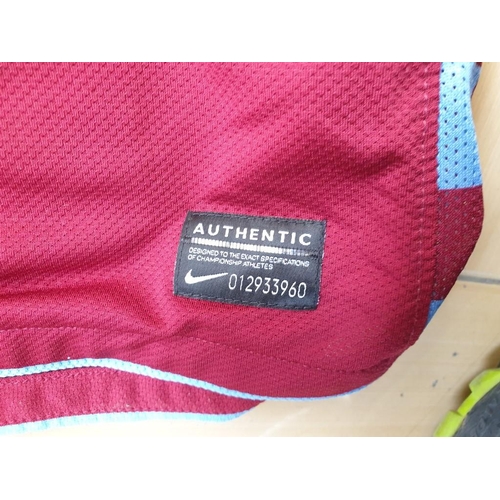 AUTHENTIC
DESIGNED TO THE EXACT SPECIFICATIONS
OF CHAMPIONSHIP ATHLETES
012933960